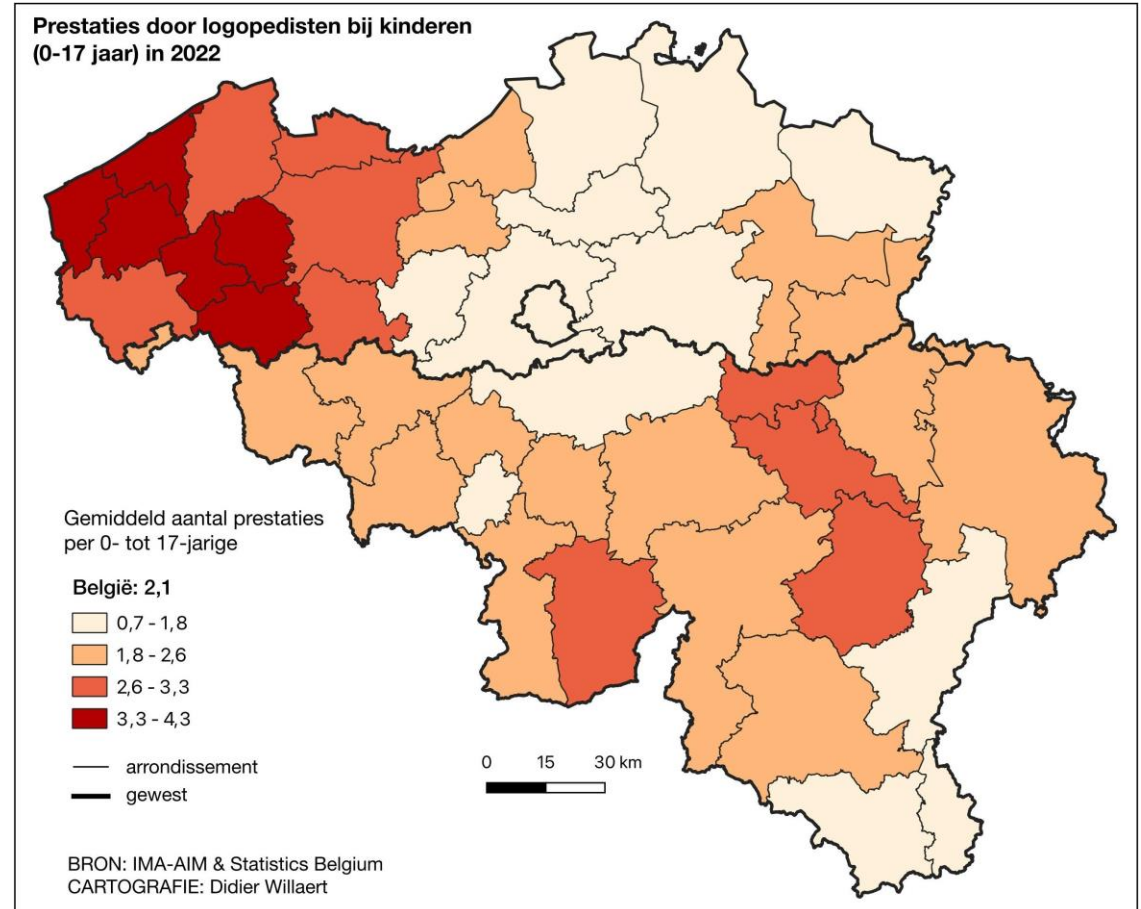 Prestaties door logopedisten bij kinderen
(0-17 jaar) in 2022
Gemiddeld aantal prestaties
per 0- tot 17-jarige
België: 2,1
0,7 - 1,8
1,8 - 2,6
2,6 - 3,3
3,3 - 4,3
arrondissement
gewest
0 15 30 km
BRON: IMA-AIM & Statistics Belgium
CARTOGRAFIE: Didier Willaert